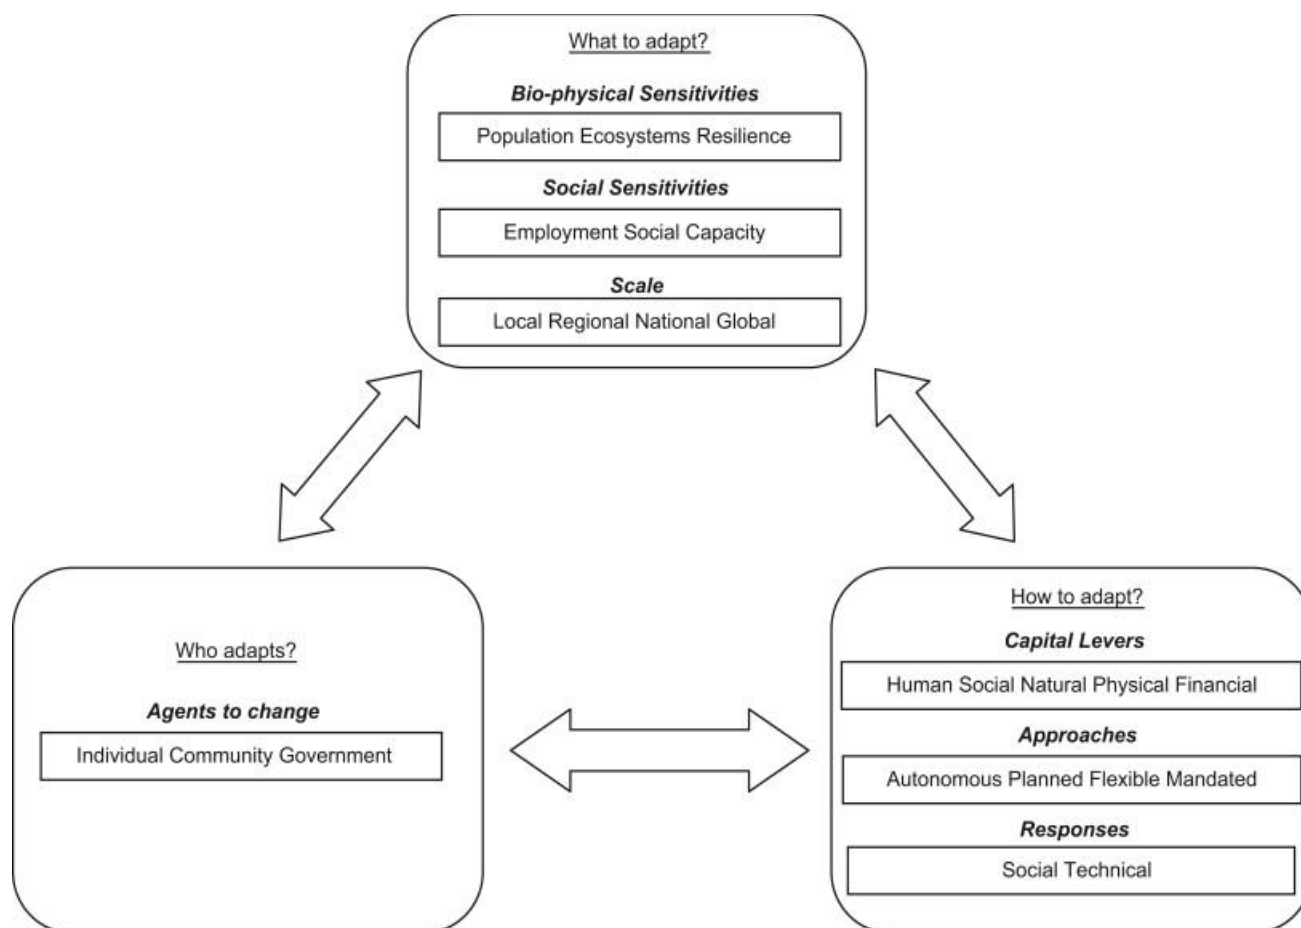 What to adapt?
Bio-physical Sensitivities
Population Ecosystems Resilience
Social Sensitivities
Employment Social Capacity
Scale
Local Regional National Global
Who adapts?
Agents to change
Individual Community Government
How to adapt?
Capital Levers
Human Social Natural Physical Financial
Approaches
Autonomous Planned Flexible Mandated
Responses
Social Technical